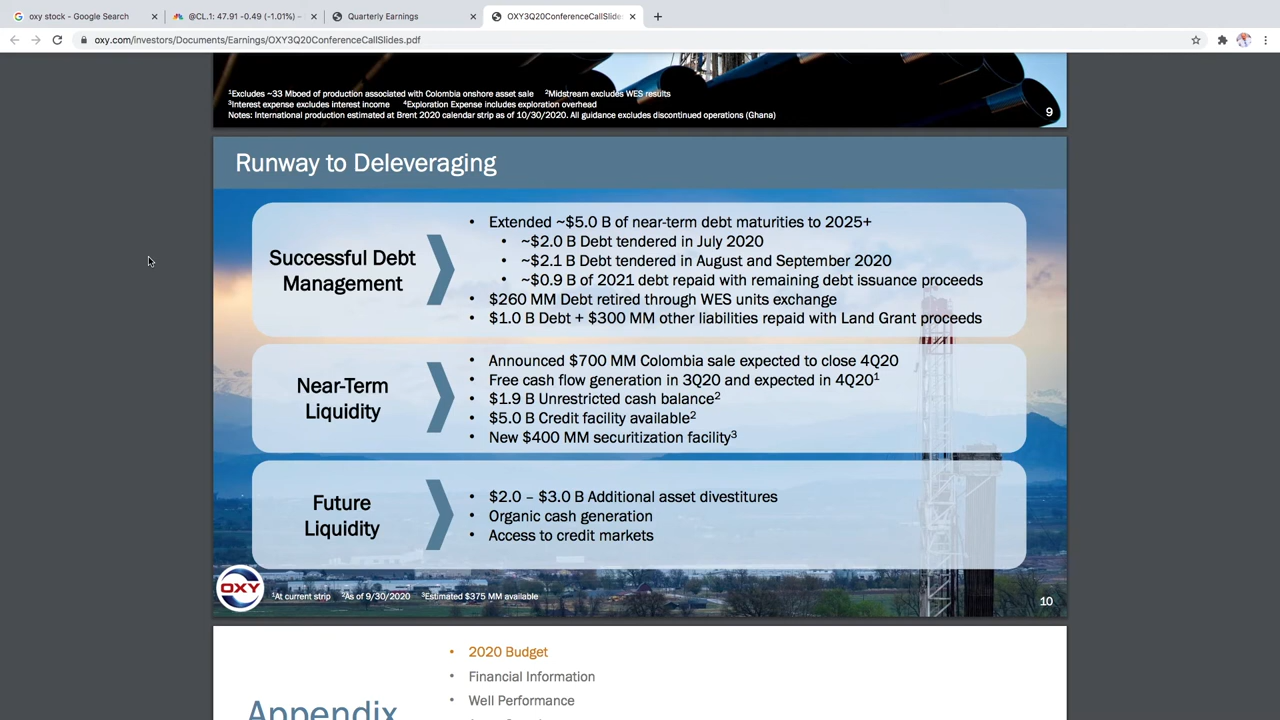 oxy stock - Google Search
@CL.1: 47.91 -0.49 (-1.01%) -
Quarterly Earnings
OXY3Q20ConferenceCallSlides
oxy.com/investors/Documents/Earnings/OXY3Q20ConferenceCallSlides.pdf
¹Excludes ~33 Mboed of production associated with Colombia onshore asset sale ²Midstream excludes WES results
³Interest expense excludes interest income ⁴Exploration Expense includes exploration overhead
Notes: International production estimated at Brent 2020 calendar strip as of 10/30/2020. All guidance excludes discontinued operations (Ghana)
9
Runway to Deleveraging
Successful Debt
Management
• Extended ~$5.0 B of near-term debt maturities to 2025+
• ~$2.0 B Debt tendered in July 2020
• ~$2.1 B Debt tendered in August and September 2020
• ~$0.9 B of 2021 debt repaid with remaining debt issuance proceeds
• $260 MM Debt retired through WES units exchange
• $1.0 B Debt + $300 MM other liabilities repaid with Land Grant proceeds
Near-Term
Liquidity
• Announced $700 MM Colombia sale expected to close 4Q20
• Free cash flow generation in 3Q20 and expected in 4Q20¹
• $1.9 B Unrestricted cash balance²
• $5.0 B Credit facility available²
• New $400 MM securitization facility³
Future
Liquidity
• $2.0 – $3.0 B Additional asset divestitures
• Organic cash generation
• Access to credit markets
OXY
¹At current strip ²As of 9/30/2020 ³Estimated $375 MM available
10
Appendix
• 2020 Budget
• Financial Information
• Well Performance